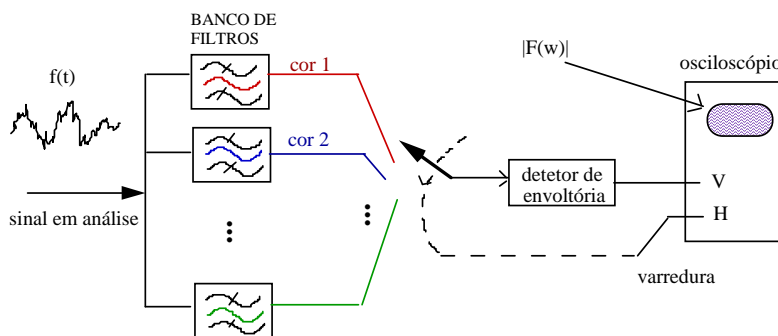 BANCO DE
FILTROS
f(t)
cor 1
cor 2
sinal em análise
detetor de
envoltória
|F(w)|
osciloscópio
V
H
varredura